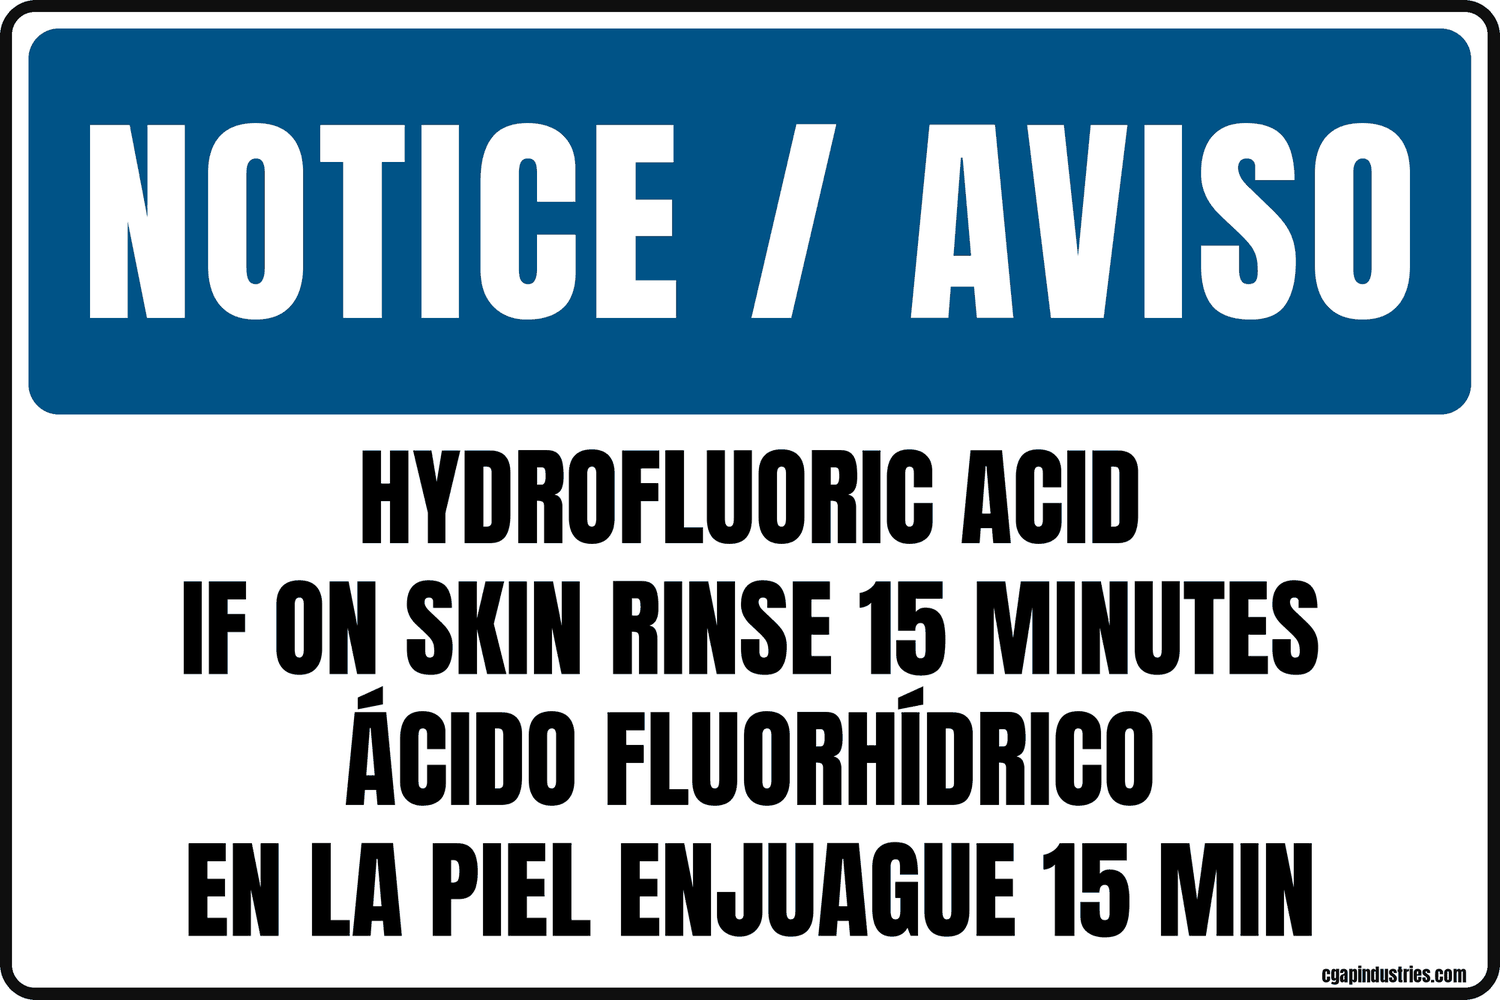 NOTICE / AVISO
HYDROFLUORIC ACID
IF ON SKIN RINSE 15 MINUTES
ÁCIDO FLUORHÍDRICO
EN LA PIEL ENJUAGUE 15 MIN
cgapindustries.com